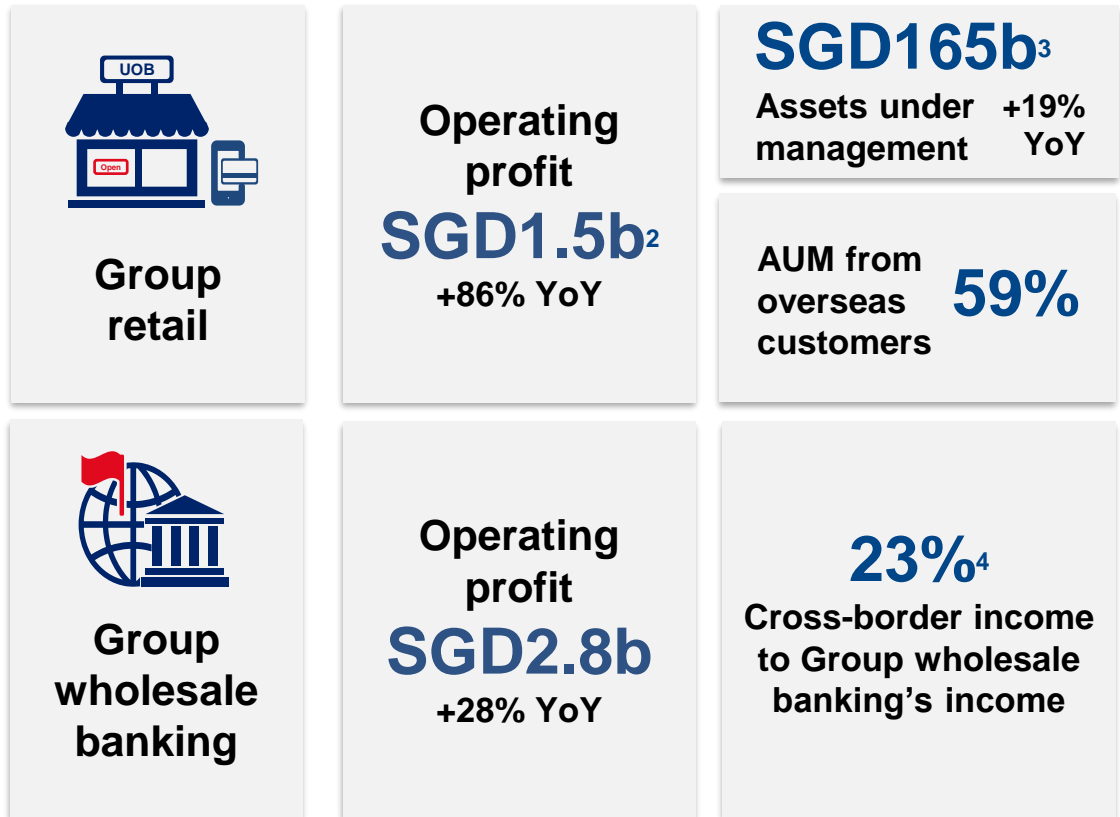 UOB
Open
Group
retail
Operating
profit
SGD1.5b2
+86% YoY
SGD165b3
Assets under
management
+19%
YoY
AUM from
overseas
customers
59%
Group
wholesale
banking
Operating
profit
SGD2.8b
+28% YoY
23%4
Cross-border income
to Group wholesale
banking’s income